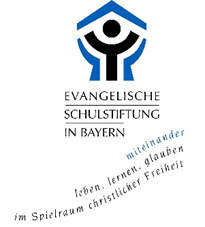 EVANGELISCHE
SCHULSTIFTUNG
IN BAYERN
miteinander
leben, lernen, glauben
im Spielraum christlicher Freiheit